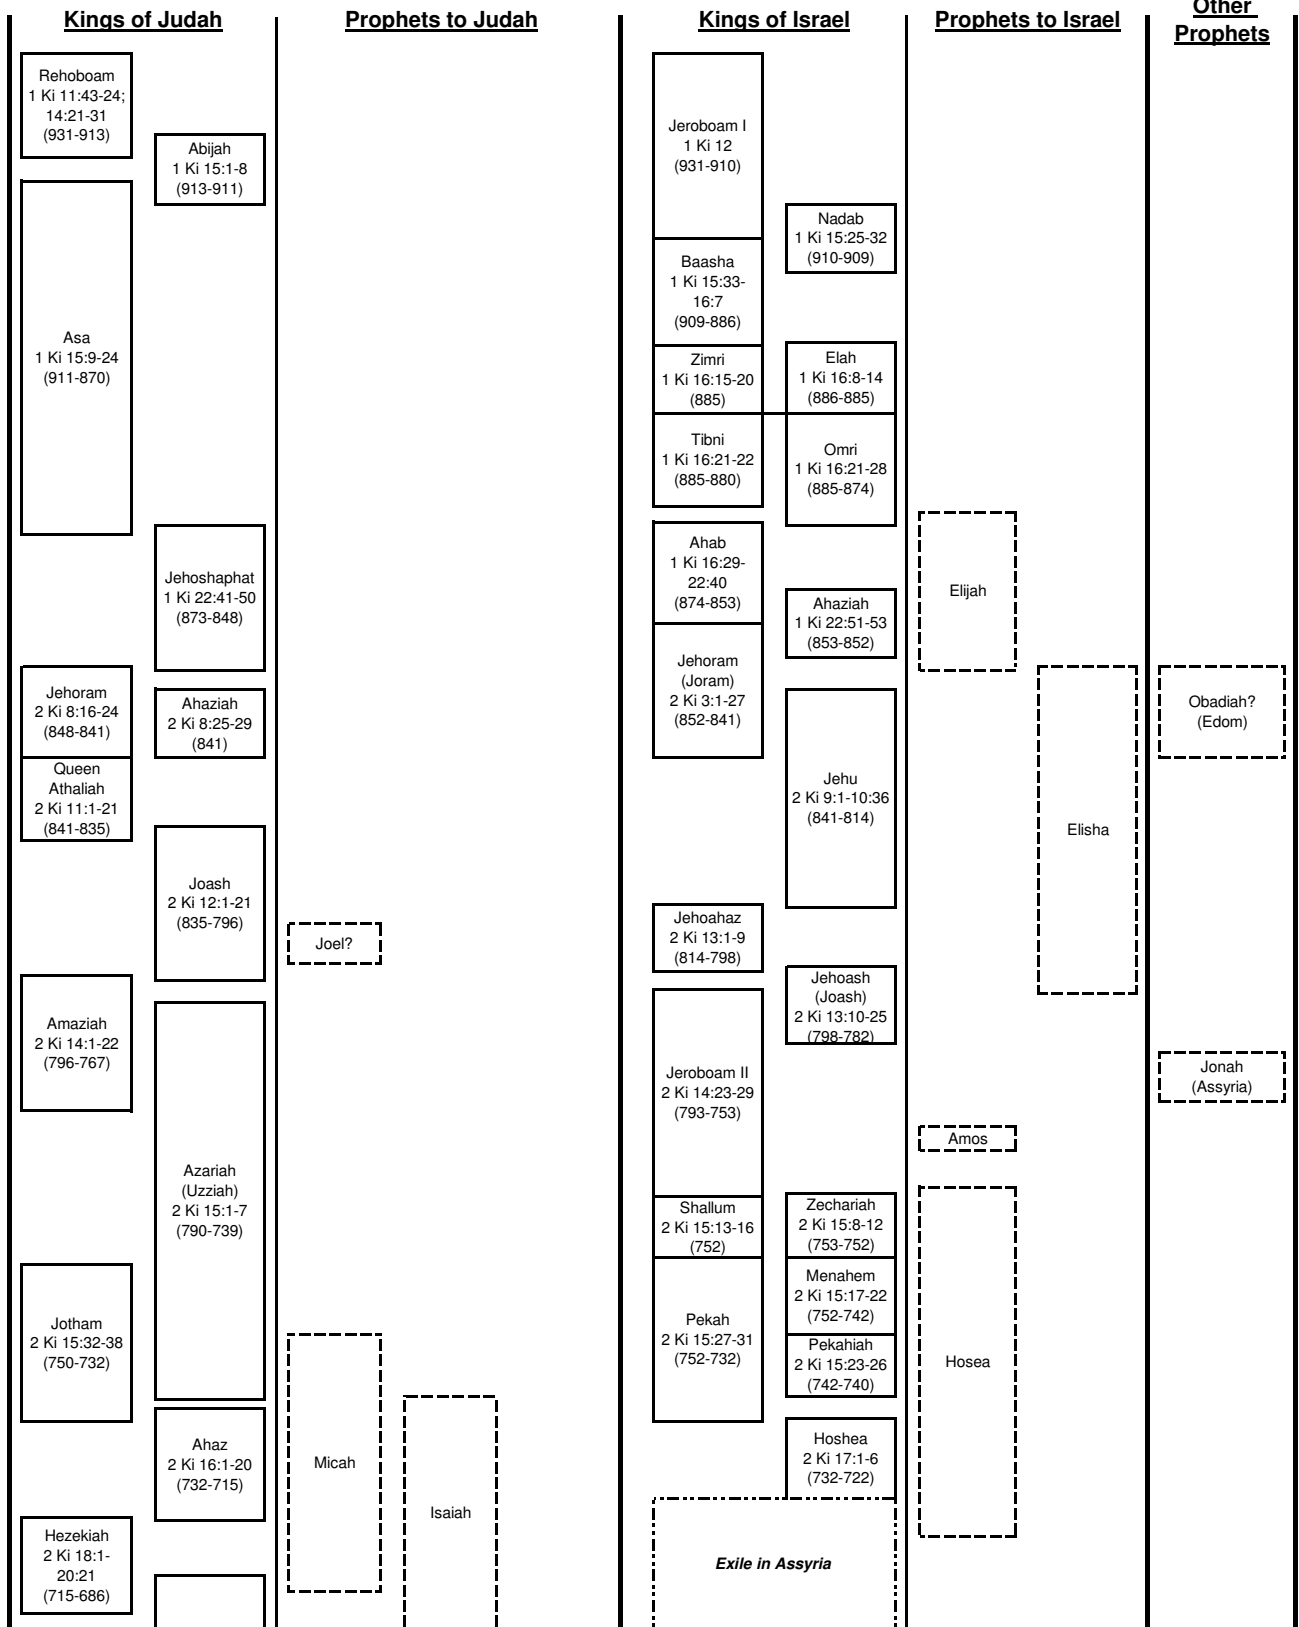 Kings of Judah
Prophets to Judah
Kings of Israel
Prophets to Israel
Other
Prophets
Rehoboam
1 Ki 11:43-24;
14:21-31
(931-913)
Abijah
1 Ki 15:1-8
(913-911)
Asa
1 Ki 15:9-24
(911-870)
Jehoshaphat
1 Ki 22:41-50
(873-848)
Jehoram
2 Ki 8:16-24
(848-841)
Ahaziah
2 Ki 8:25-29
(841)
Queen
Athaliah
2 Ki 11:1-21
(841-835)
Joash
2 Ki 12:1-21
(835-796)
Amaziah
2 Ki 14:1-22
(796-767)
Azariah
(Uzziah)
2 Ki 15:1-7
(790-739)
Jotham
2 Ki 15:32-38
(750-732)
Ahaz
2 Ki 16:1-20
(732-715)
Hezekiah
2 Ki 18:1-
20:21
(715-686)
Joel?
Micah
Isaiah
Jeroboam I
1 Ki 12
(931-910)
Nadab
1 Ki 15:25-32
(910-909)
Baasha
1 Ki 15:33-
16:7
(909-886)
Zimri
1 Ki 16:15-20
(885)
Elah
1 Ki 16:8-14
(886-885)
Tibni
1 Ki 16:21-22
(885-880)
Omri
1 Ki 16:21-28
(885-874)
Ahab
1 Ki 16:29-
22:40
(874-853)
Ahaziah
1 Ki 22:51-53
(853-852)
Jehoram
(Joram)
2 Ki 3:1-27
(852-841)
Jehu
2 Ki 9:1-10:36
(841-814)
Jehoahaz
2 Ki 13:1-9
(814-798)
Jehoash
(Joash)
2 Ki 13:10-25
(798-782)
Jeroboam II
2 Ki 14:23-29
(793-753)
Shallum
2 Ki 15:13-16
(752)
Zechariah
2 Ki 15:8-12
(753-752)
Menahem
2 Ki 15:17-22
(752-742)
Pekah
2 Ki 15:27-31
(752-732)
Pekahiah
2 Ki 15:23-26
(742-740)
Hoshea
2 Ki 17:1-6
(732-722)
Exile in Assyria
Elijah
Elisha
Amos
Hosea
Obadiah?
(Edom)
Jonah
(Assyria)